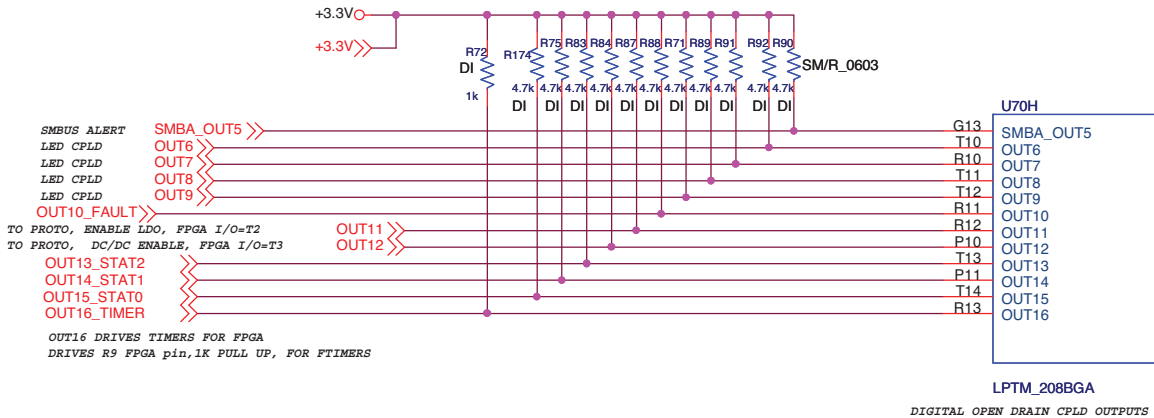 +3.3V
+3.3V
R72 R174 R75 R83 R84 R87 R88 R71 R89 R91 R92 R90
DI SM/R_0603
1k 4.7k 4.7k 4.7k 4.7k 4.7k 4.7k 4.7k 4.7k 4.7k 4.7k 4.7k
DI DI DI DI DI DI DI DI DI DI
U70H
SMBUS ALERT SMBA_OUT5 G13 SMBA_OUT5
LED CPLD OUT6 T10 OUT6
LED CPLD OUT7 R10 OUT7
LED CPLD OUT8 T11 OUT8
LED CPLD OUT9 T12 OUT9
OUT10_FAULT R11 OUT10
TO PROTO, ENABLE LDO, FPGA I/O=T2 OUT11 R12 OUT11
TO PROTO, DC/DC ENABLE, FPGA I/O=T3 OUT12 P10 OUT12
OUT13_STAT2 T13 OUT13
OUT14_STAT1 P11 OUT14
OUT15_STAT0 T14 OUT15
OUT16_TIMER R13 OUT16
OUT16 DRIVES TIMERS FOR FPGA
DRIVES R9 FPGA pin,1K PULL UP, FOR FTIMERS
LPTM_208BGA
DIGITAL OPEN DRAIN CPLD OUTPUTS